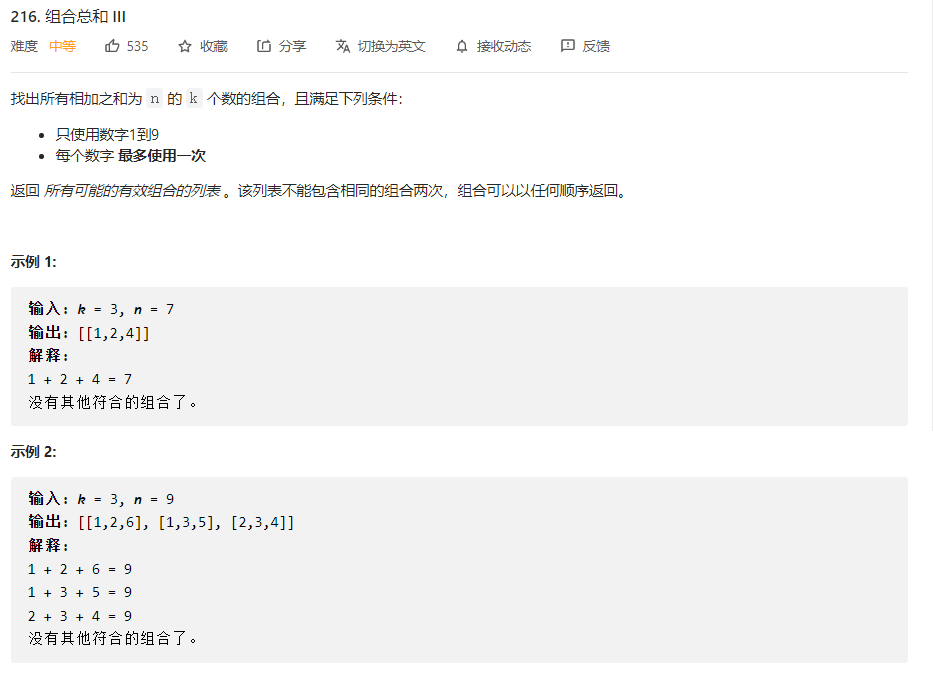 216. 组合总和 III
难度 中等 535 收藏 分享 切换为英文 接收动态 反馈
找出所有相加之和为 n 的 k 个数的组合，且满足下列条件：
只使用数字1到9
每个数字 最多使用一次
返回 所有可能的有效组合的列表 。该列表不能包含相同的组合两次，组合可以以任何顺序返回。
示例 1:
输入: k = 3, n = 7
输出: [[1,2,4]]
解释:
1 + 2 + 4 = 7
没有其他符合的组合了。
示例 2:
输入: k = 3, n = 9
输出: [[1,2,6], [1,3,5], [2,3,4]]
解释:
1 + 2 + 6 = 9
1 + 3 + 5 = 9
2 + 3 + 4 = 9
没有其他符合的组合了。